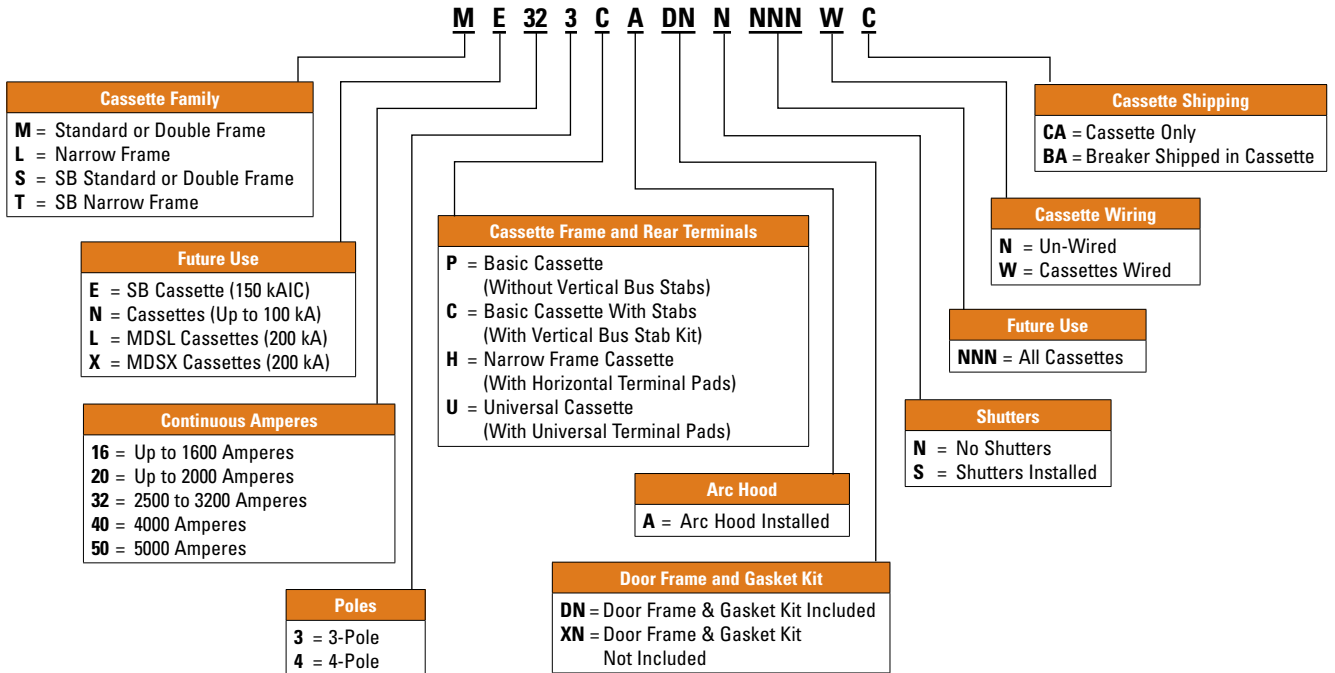 M E 32 3 C A DN N NNN W C
Cassette Family
M = Standard or Double Frame
L = Narrow Frame
S = SB Standard or Double Frame
T = SB Narrow Frame
Future Use
E = SB Cassette (150 kAIC)
N = Cassettes (Up to 100 kA)
L = MDSL Cassettes (200 kA)
X = MDSX Cassettes (200 kA)
Continuous Amperes
16 = Up to 1600 Amperes
20 = Up to 2000 Amperes
32 = 2500 to 3200 Amperes
40 = 4000 Amperes
50 = 5000 Amperes
Poles
3 = 3-Pole
4 = 4-Pole
Cassette Frame and Rear Terminals
P = Basic Cassette
(Without Vertical Bus Stabs)
C = Basic Cassette With Stabs
(With Vertical Bus Stab Kit)
H = Narrow Frame Cassette
(With Horizontal Terminal Pads)
U = Universal Cassette
(With Universal Terminal Pads)
Arc Hood
A = Arc Hood Installed
Door Frame and Gasket Kit
DN = Door Frame & Gasket Kit Included
XN = Door Frame & Gasket Kit
Not Included
Shutters
N = No Shutters
S = Shutters Installed
Future Use
NNN = All Cassettes
Cassette Wiring
N = Un-Wired
W = Cassettes Wired
Cassette Shipping
CA = Cassette Only
BA = Breaker Shipped in Cassette